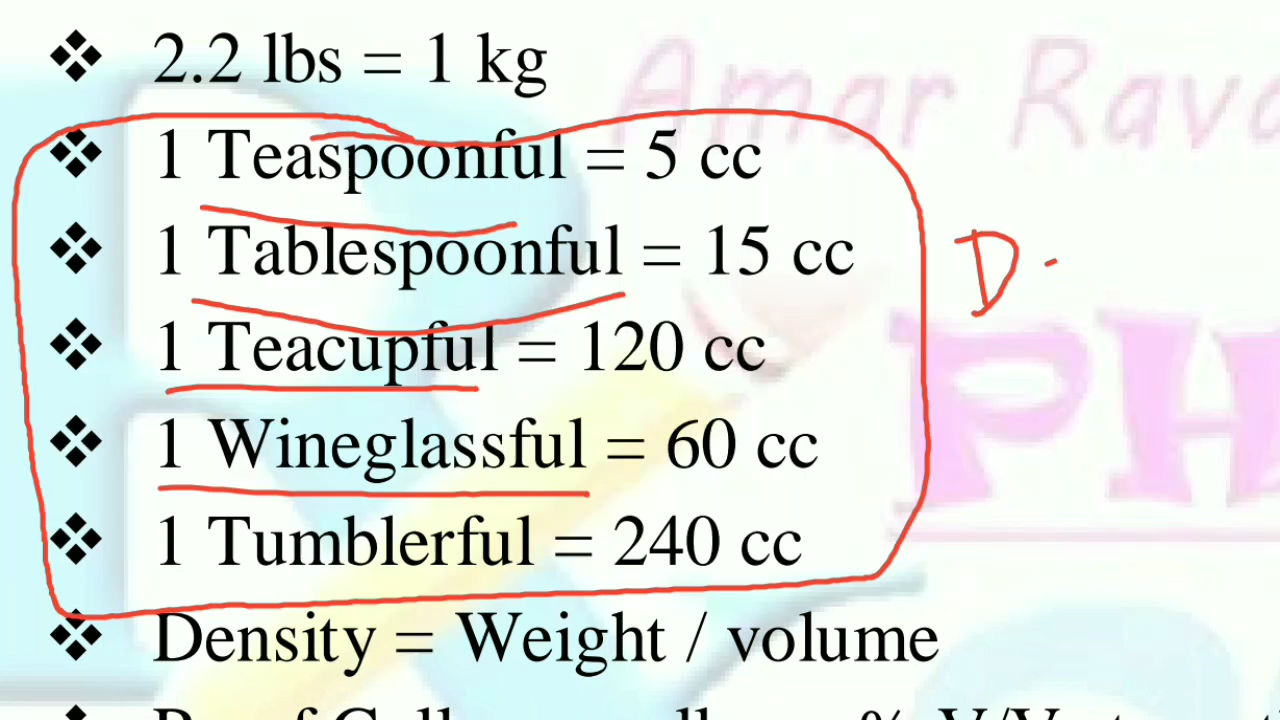 ❖ 2.2 lbs = 1 kg
❖ 1 Teaspoonful = 5 cc
❖ 1 Tablespoonful = 15 cc
❖ 1 Teacupful = 120 cc
❖ 1 Wineglassful = 60 cc
❖ 1 Tumblerful = 240 cc
❖ Density = Weight / volume
Amar
D.
PH